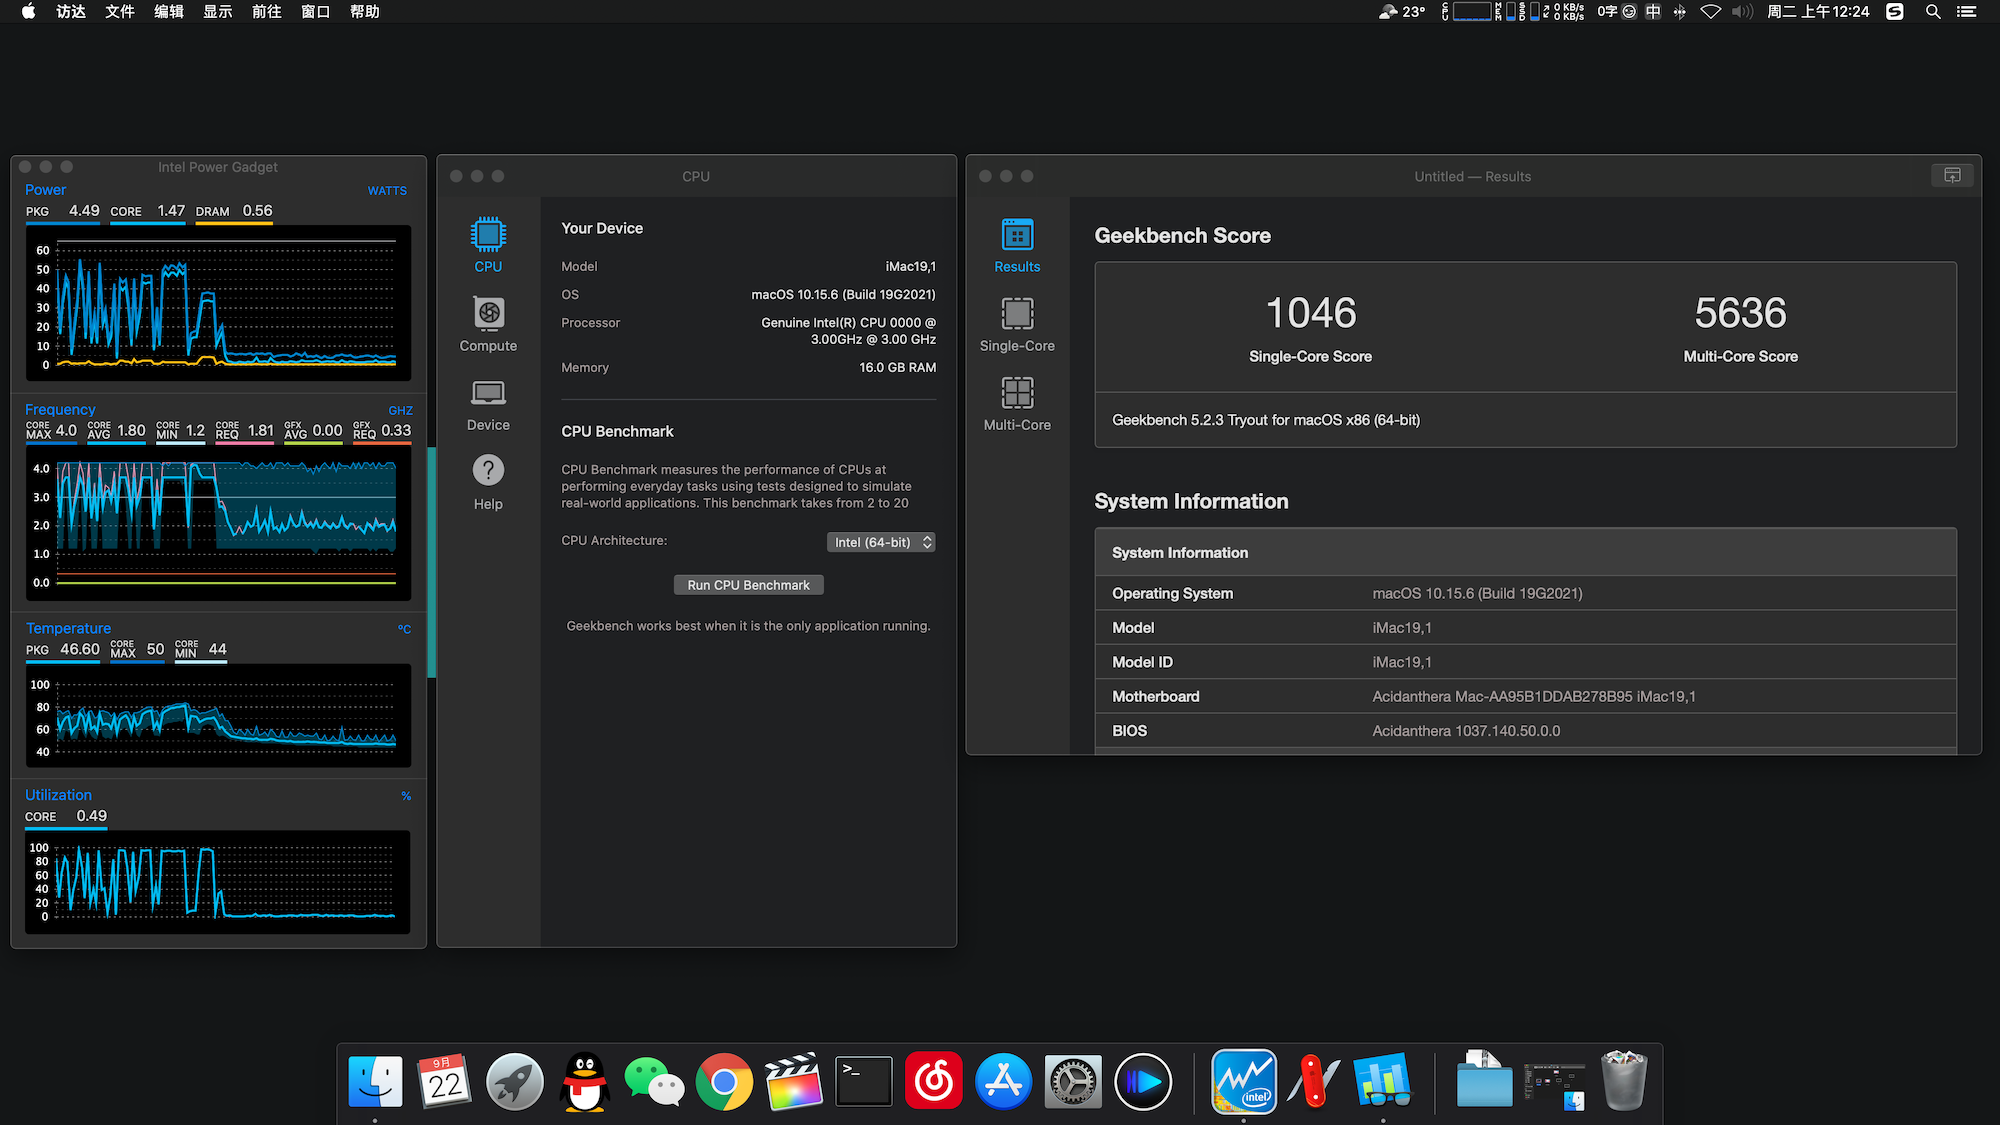 访达 文件 编辑 显示 前往 窗口 帮助
23° CPU MEM SSD 0 KB/s 0 KB/s 0字 中 周二 上午12:24
Intel Power Gadget
Power WATTS
PKG 4.49 CORE 1.47 DRAM 0.56
60
50
40
30
20
10
0
Frequency GHZ
CORE MAX 4.0 CORE AVG 1.80 CORE MIN 1.2 CORE REQ 1.81 GFX AVG 0.00 GFX REQ 0.33
4.0
3.0
2.0
1.0
0.0
Temperature ºC
PKG 46.60 CORE MAX 50 CORE MIN 44
100
80
60
40
Utilization %
CORE 0.49
100
80
60
40
20
0
CPU
CPU
Compute
Device
Help
Your Device
Model iMac19,1
OS macOS 10.15.6 (Build 19G2021)
Processor Genuine Intel(R) CPU 0000 @
3.00GHz @ 3.00 GHz
Memory 16.0 GB RAM
CPU Benchmark
CPU Benchmark measures the performance of CPUs at
performing everyday tasks using tests designed to simulate
real-world applications. This benchmark takes from 2 to 20
CPU Architecture: Intel (64-bit)
Run CPU Benchmark
Geekbench works best when it is the only application running.
Untitled — Results
Results
Single-Core
Multi-Core
Geekbench Score
1046 5636
Single-Core Score Multi-Core Score
Geekbench 5.2.3 Tryout for macOS x86 (64-bit)
System Information
System Information
Operating System macOS 10.15.6 (Build 19G2021)
Model iMac19,1
Model ID iMac19,1
Motherboard Acidanthera Mac-AA95B1DDAB278B95 iMac19,1
BIOS Acidanthera 1037.140.50.0.0
9月
22
>_
intel